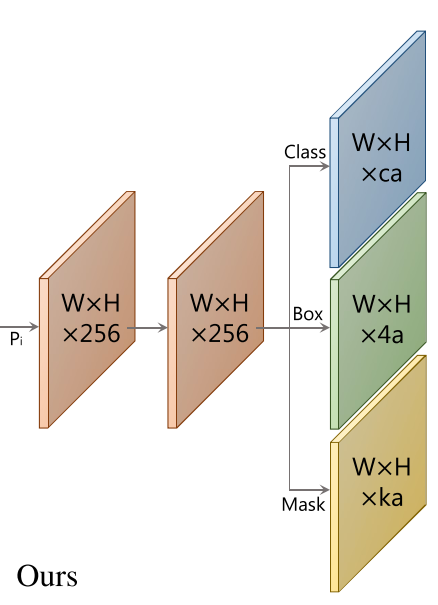 Class
W×H
×ca
W×H
×256
W×H
×256
Pi
Box
W×H
×4a
Mask
W×H
×ka
Ours